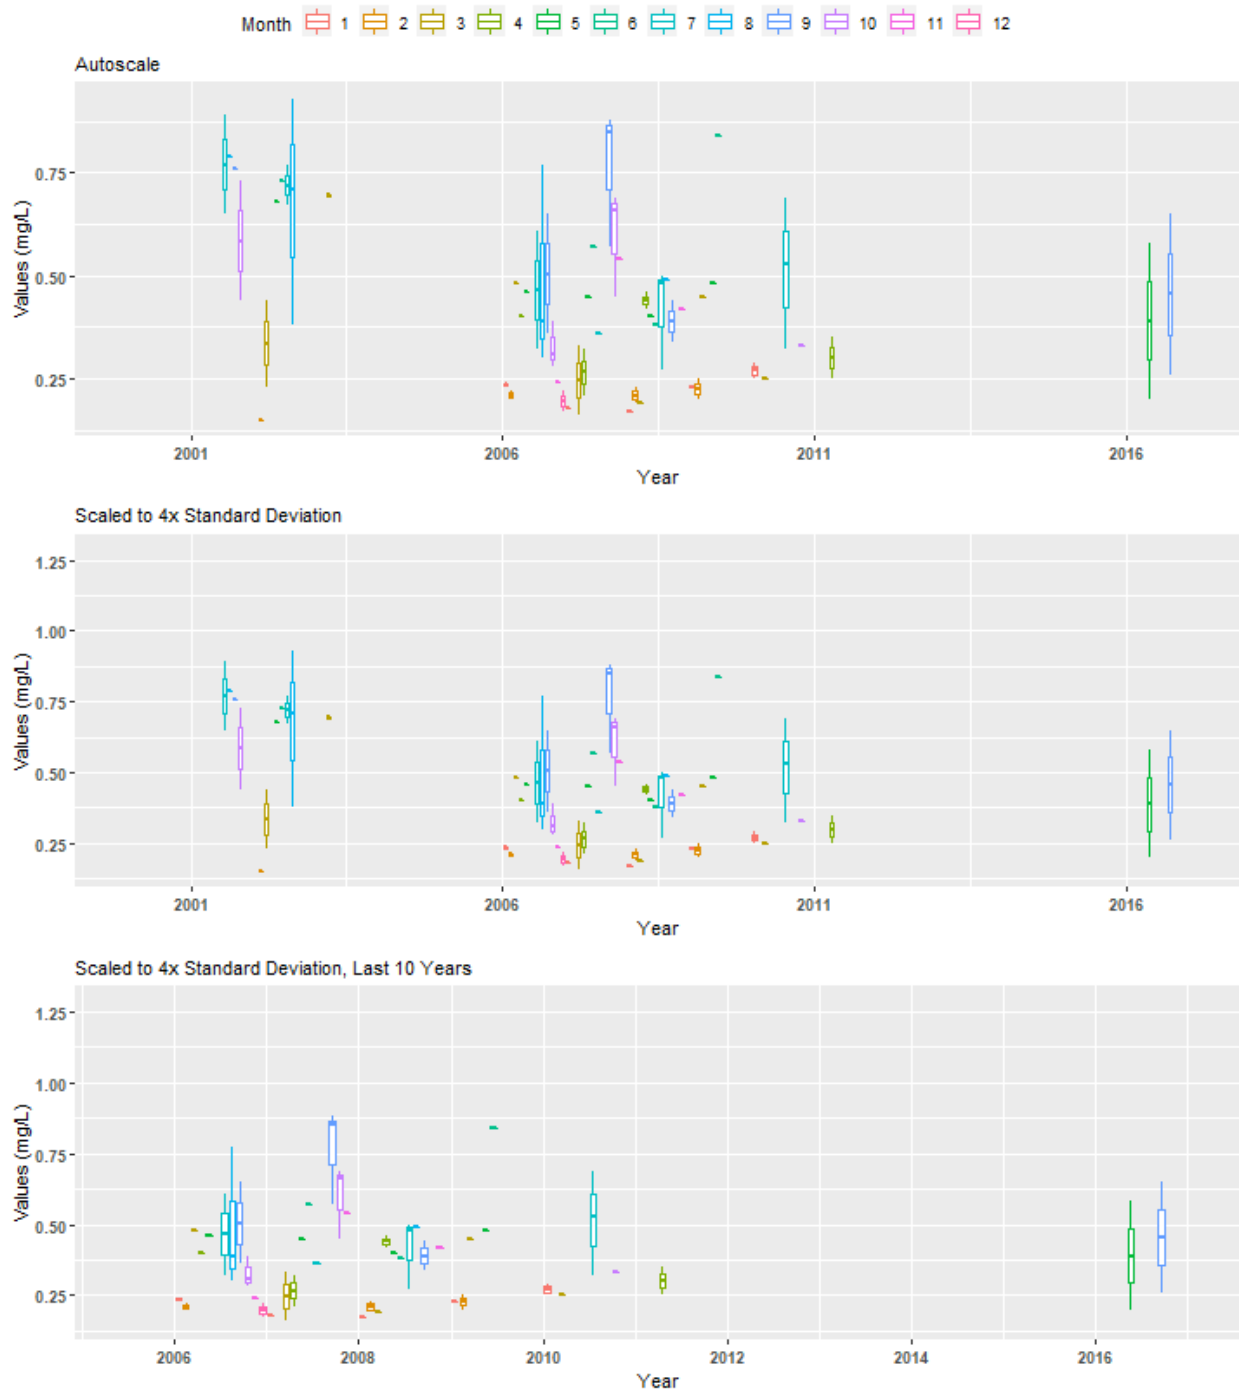 Month 1 2 3 4 5 6 7 8 9 10 11 12
Autoscale
Values (mg/L)
0.75
0.50
0.25
2001 2006 2011 2016
Year
Scaled to 4x Standard Deviation
Values (mg/L)
1.25
1.00
0.75
0.50
0.25
2001 2006 2011 2016
Year
Scaled to 4x Standard Deviation, Last 10 Years
Values (mg/L)
1.25
1.00
0.75
0.50
0.25
2006 2008 2010 2012 2014 2016
Year